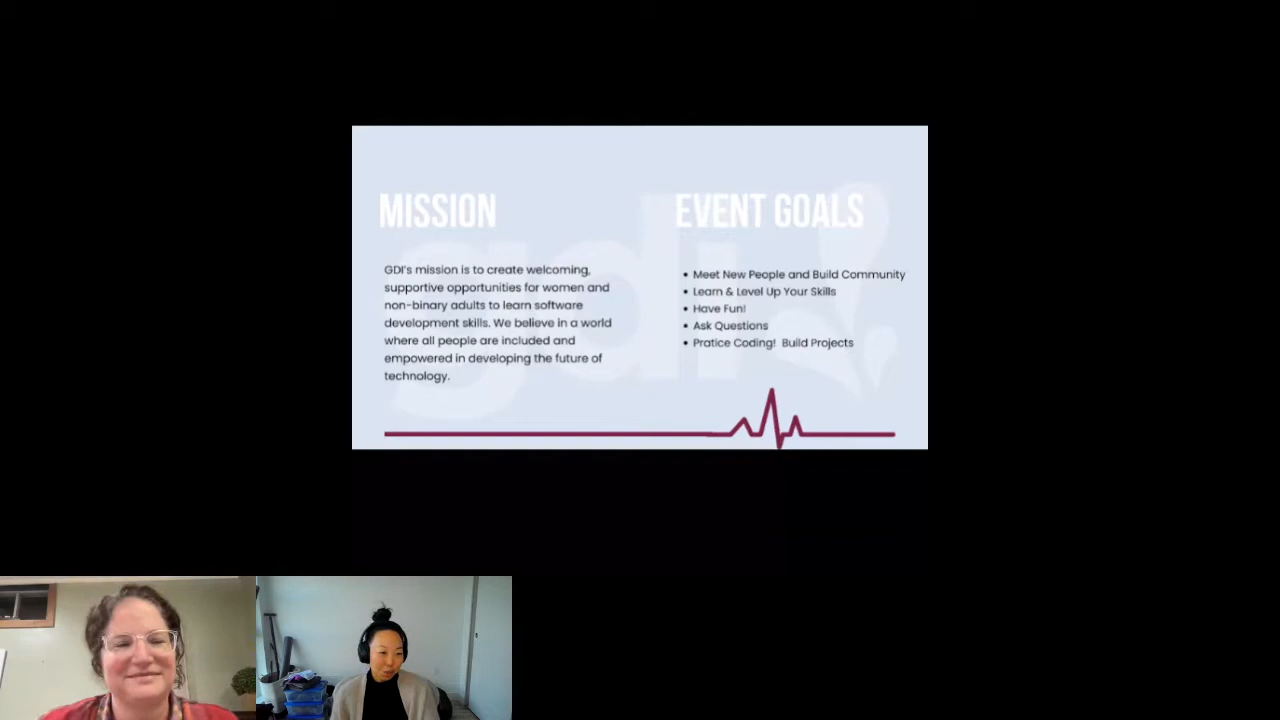 MISSION
GDI's mission is to create welcoming,
supportive opportunities for women and
non-binary adults to learn software
development skills. We believe in a world
where all people are included and
empowered in developing the future of
technology.
EVENT GOALS
• Meet New People and Build Community
• Learn & Level Up Your Skills
• Have Fun!
• Ask Questions
• Pratice Coding! Build Projects
gdi